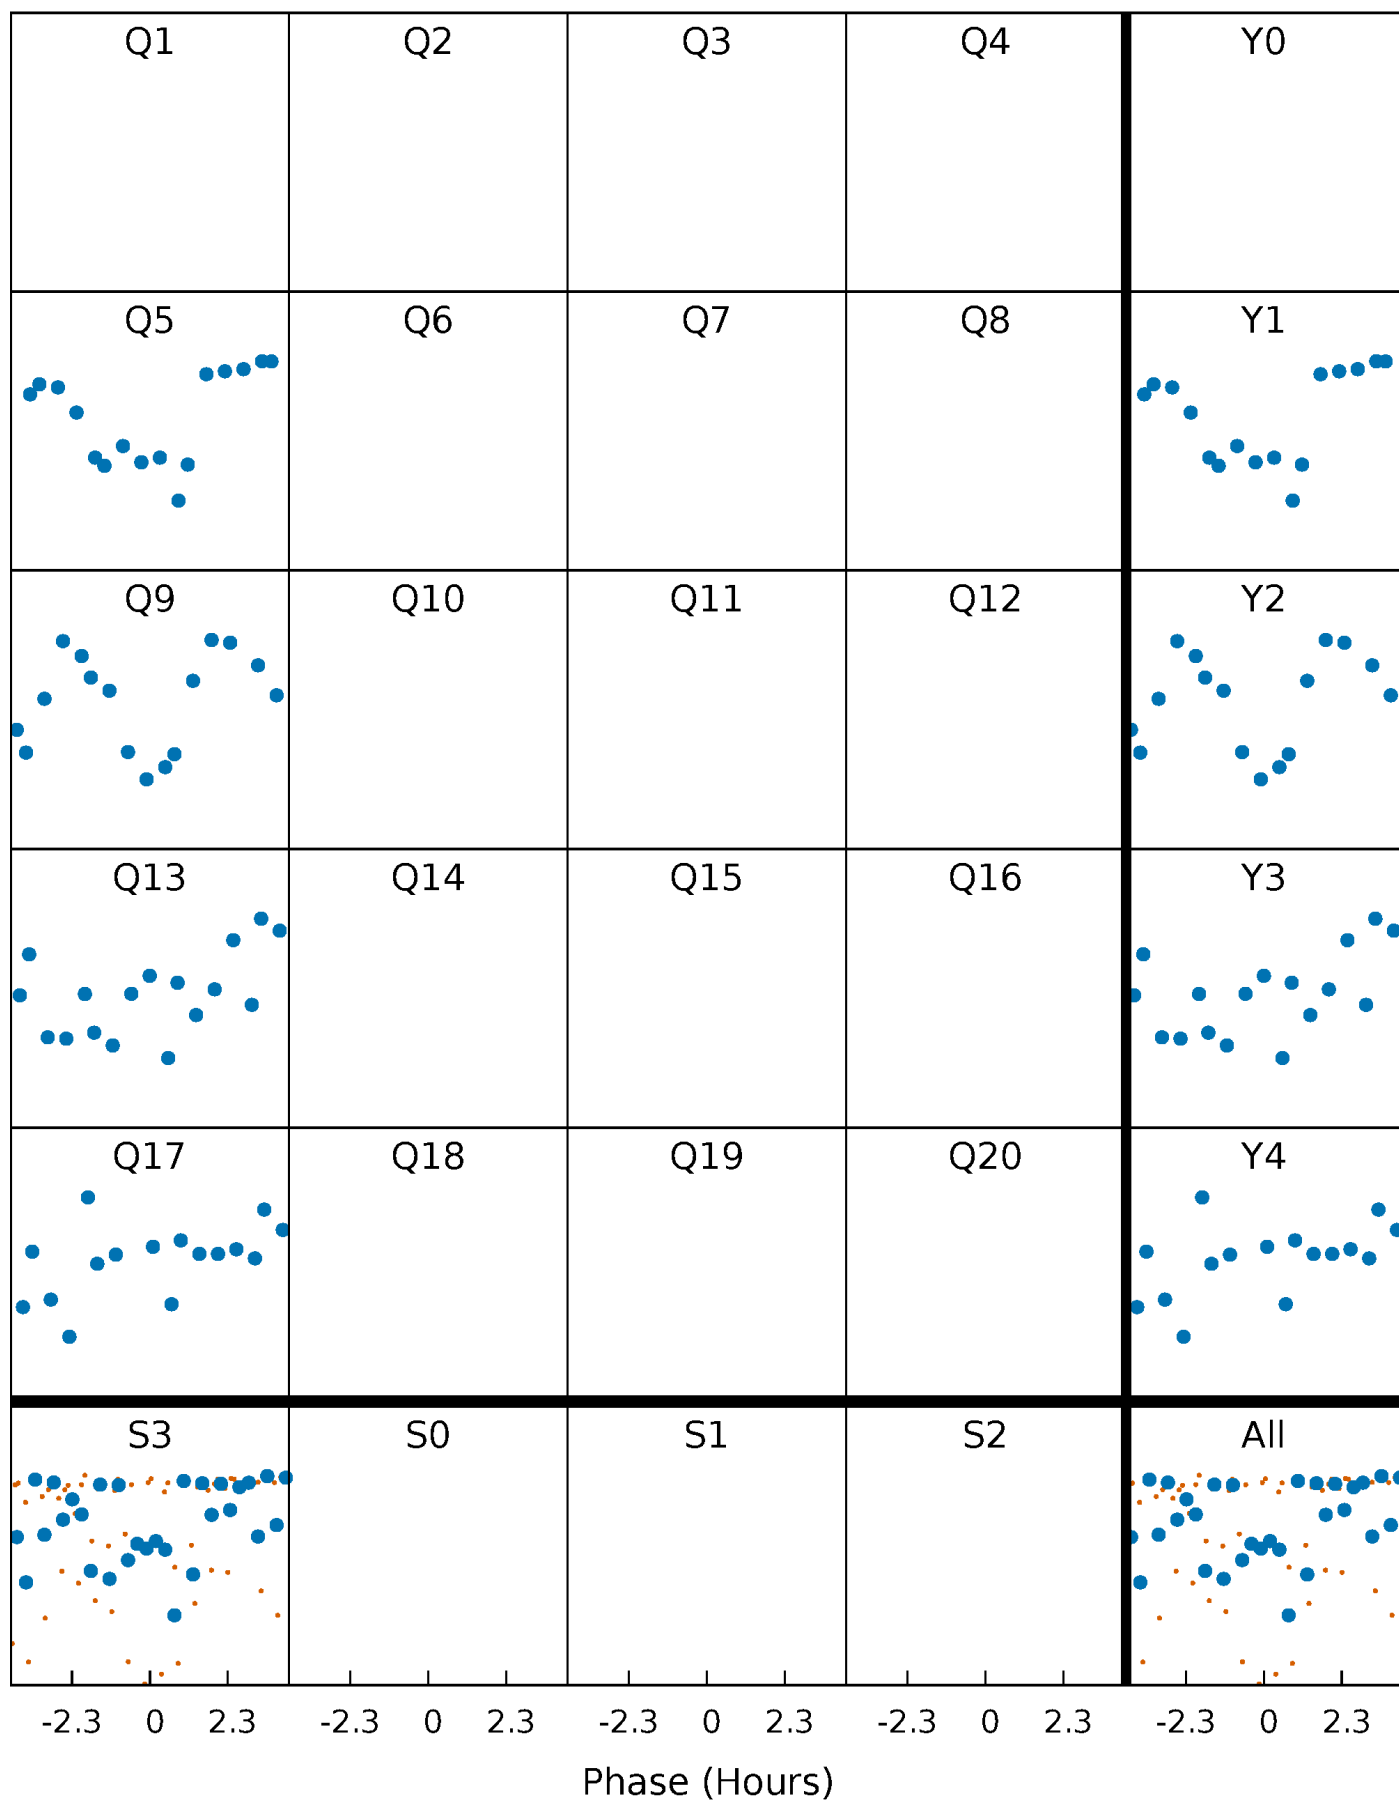 Q1 Q2 Q3 Q4 Y0
Q5 Q6 Q7 Q8 Y1
Q9 Q10 Q11 Q12 Y2
Q13 Q14 Q15 Q16 Y3
Q17 Q18 Q19 Q20 Y4
S3 S0 S1 S2 All
-2.3 0 2.3 -2.3 0 2.3 -2.3 0 2.3 -2.3 0 2.3 -2.3 0 2.3
Phase (Hours)